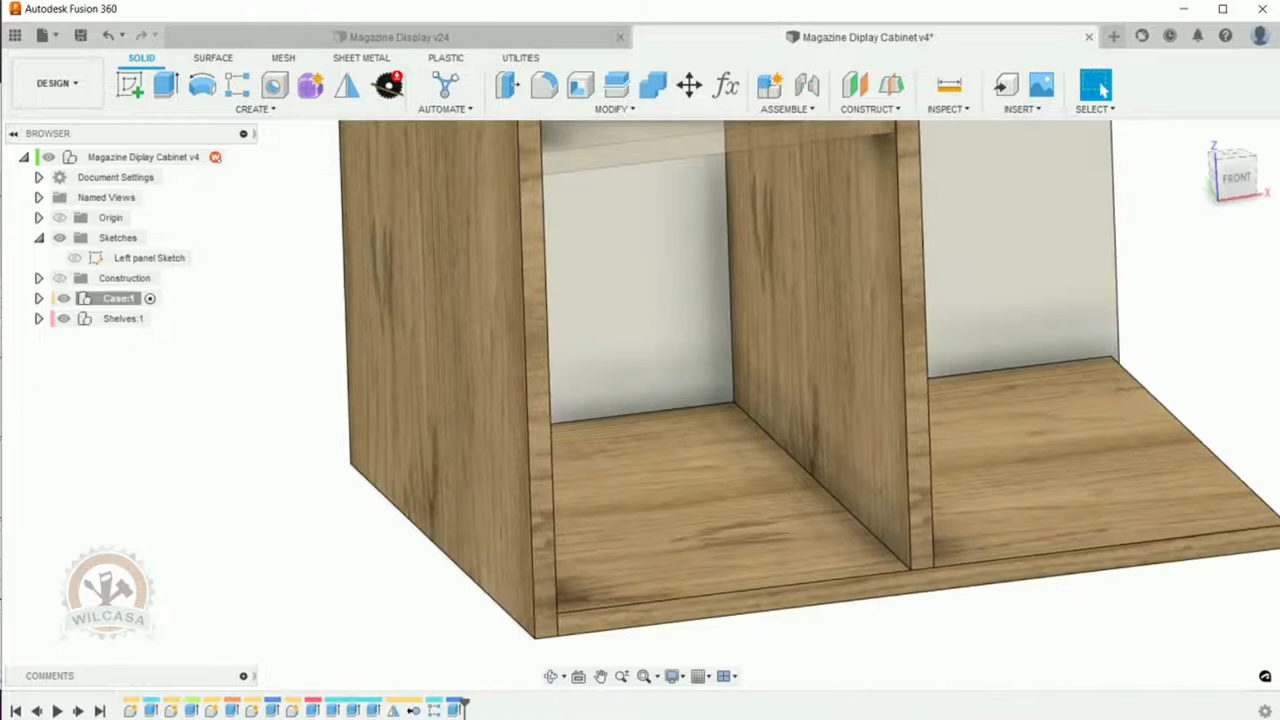 Autodesk Fusion 360
Magazine Display v24
Magazine Diplay Cabinet v4*
DESIGN
SOLID
SURFACE
MESH
SHEET METAL
PLASTIC
UTILITIES
CREATE
AUTOMATE
MODIFY
fx
ASSEMBLE
CONSTRUCT
INSPECT
INSERT
SELECT
BROWSER
Magazine Diplay Cabinet v4
Document Settings
Named Views
Origin
Sketches
Left panel Sketch
Construction
Case:1
Shelves:1
Z
FRONT
X
WILCASA
COMMENTS